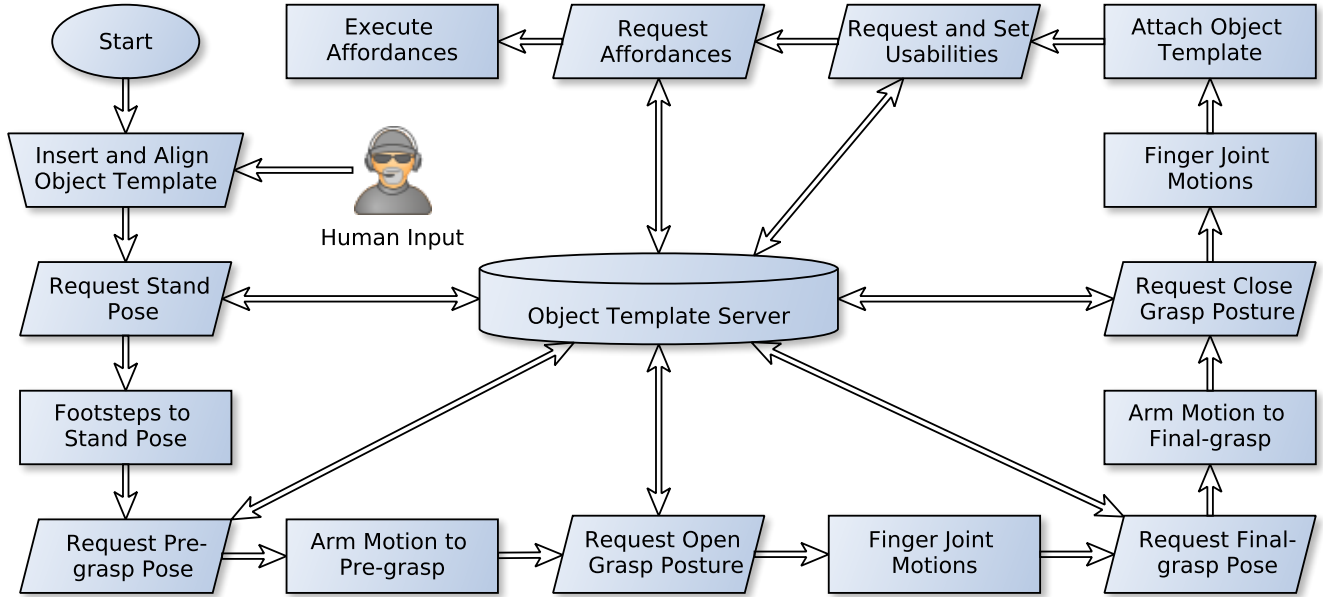 Start
Execute
Affordances
Request
Affordances
Request and Set
Usabilities
Attach Object
Template
Insert and Align
Object Template
Human Input
Finger Joint
Motions
Request Stand
Pose
Object Template Server
Request Close
Grasp Posture
Footsteps to
Stand Pose
Arm Motion to
Final-grasp
Request Pre-
grasp Pose
Arm Motion to
Pre-grasp
Request Open
Grasp Posture
Finger Joint
Motions
Request Final-
grasp Pose